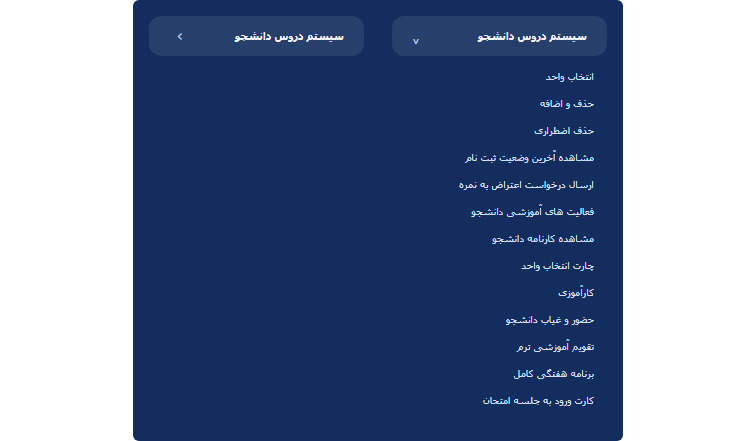 سیستم دروس دانشجو
انتخاب واحد
حذف و اضافه
حذف اضطراری
مشاهده آخرین وضعیت ثبت نام
ارسال درخواست اعتراض به نمره
فعالیت های آموزشی دانشجو
مشاهده کارنامه دانشجو
چارت انتخاب واحد
کارآموزی
حضور و غیاب دانشجو
تقویم آموزشی ترم
برنامه هفتگی کامل
کارت ورود به جلسه امتحان
سیستم دروس دانشجو